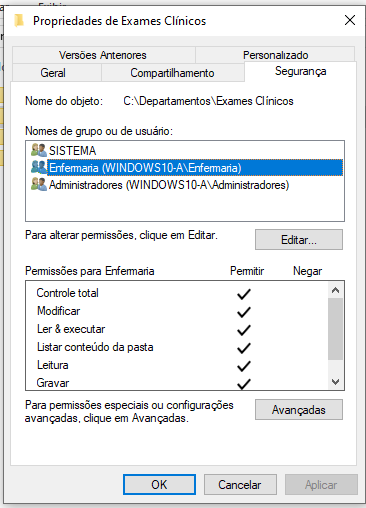 Propriedades de Exames Clínicos
Versões Anteriores
Personalizado
Geral
Compartilhamento
Segurança
Nome do objeto:
C:\Departamentos\Exames Clínicos
Nomes de grupo ou de usuário:
SISTEMA
Enfermaria (WINDOWS10-A\Enfermaria)
Administradores (WINDOWS10-A\Administradores)
Para alterar permissões, clique em Editar.
Editar...
Permissões para Enfermaria
Permitir
Negar
Controle total
Modificar
Ler & executar
Listar conteúdo da pasta
Leitura
Gravar
Para permissões especiais ou configurações
avançadas, clique em Avançadas.
Avançadas
OK
Cancelar
Aplicar